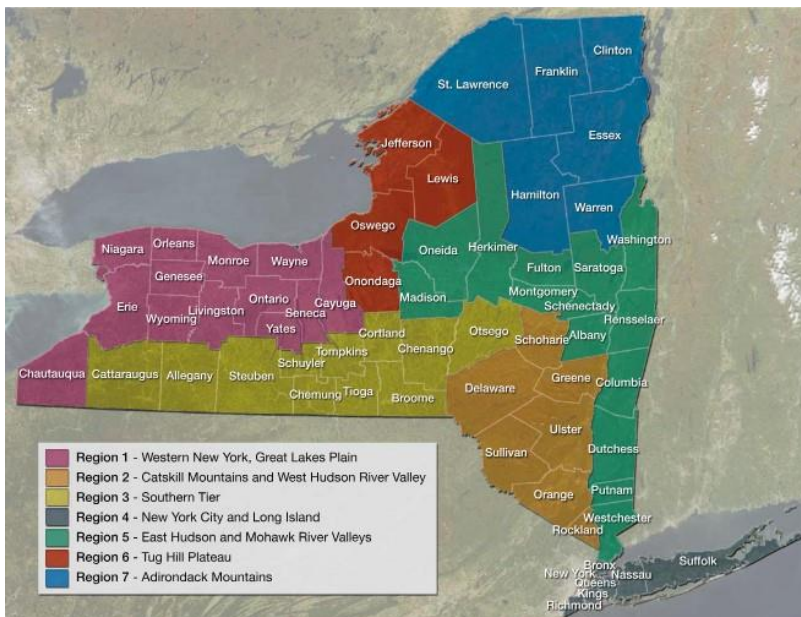 Clinton
Franklin
St. Lawrence
Essex
Jefferson
Lewis
Hamilton
Warren
Oswego
Washington
Niagara
Orleans
Monroe
Wayne
Oneida
Herkimer
Fulton
Saratoga
Genesee
Onondaga
Montgomery
Erie
Ontario
Seneca
Cayuga
Madison
Schenectady
Wyoming
Livingston
Yates
Rensselaer
Cortland
Otsego
Schoharie
Albany
Tompkins
Chenango
Schuyler
Chautauqua
Cattaraugus
Allegany
Steuben
Chemung
Tioga
Broome
Delaware
Greene
Columbia
Ulster
Sullivan
Dutchess
Orange
Putnam
Westchester
Rockland
Bronx
New York
Queens
Nassau
Suffolk
Kings
Richmond
Region 1 - Western New York, Great Lakes Plain
Region 2 - Catskill Mountains and West Hudson River Valley
Region 3 - Southern Tier
Region 4 - New York City and Long Island
Region 5 - East Hudson and Mohawk River Valleys
Region 6 - Tug Hill Plateau
Region 7 - Adirondack Mountains